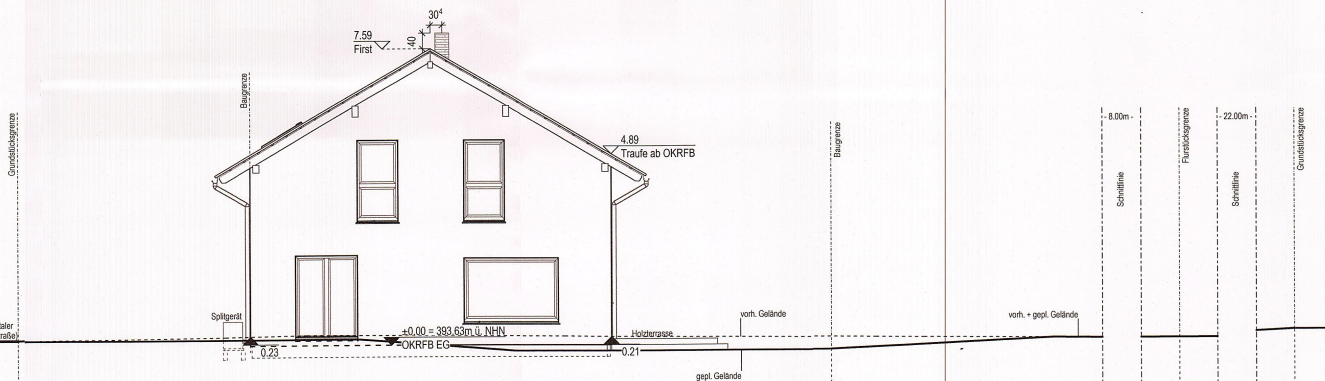 30⁴
40
7.59
First
Baugrenze
Grundstücksgrenze
4.89
Traufe ab OKRFB
Baugrenze
- 8.00m -
Schnittlinie
Flurstücksgrenze
- 22.00m -
Schnittlinie
Grundstücksgrenze
Splitgerät
±0,00 = 393,63m ü. NHN
OKRFB EG
0.23
0.21
Holzterrasse
vorh. Gelände
gepl. Gelände
vorh. + gepl. Gelände